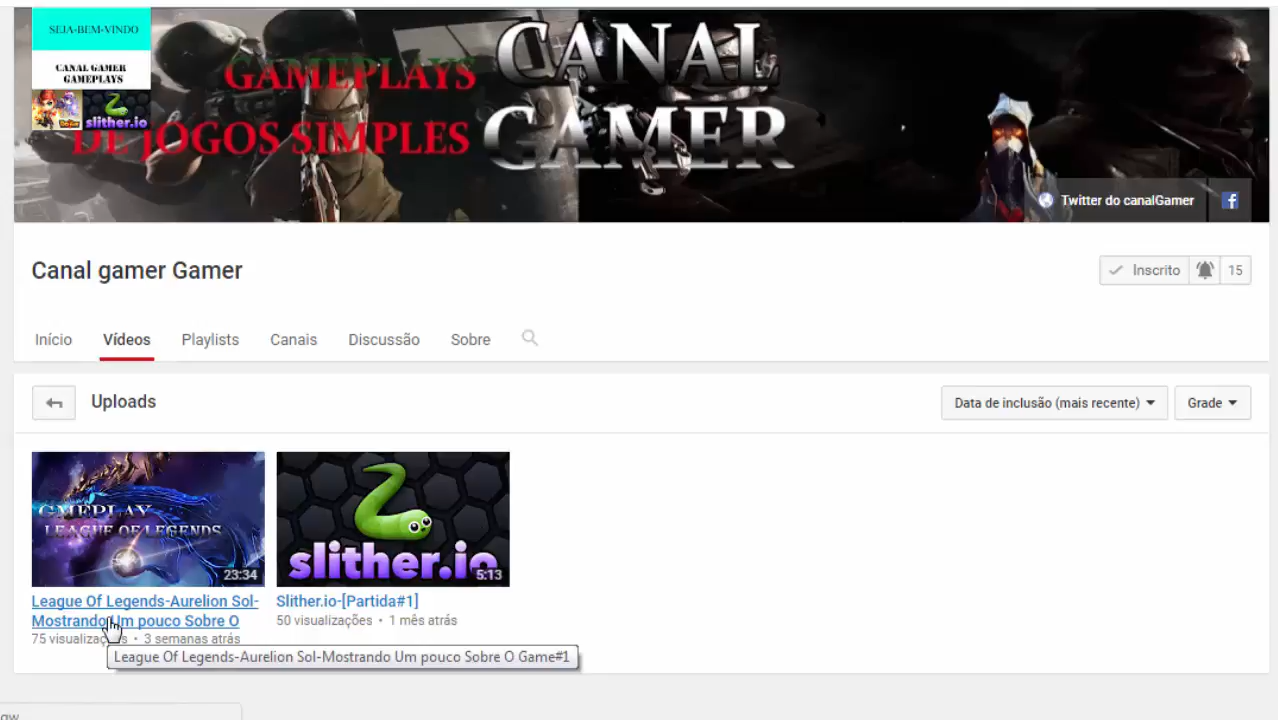 SEJA-BEM-VINDO
CANAL GAMER
GAMEPLAYS
slither.io
GAMEPLAYS
DE JOGOS SIMPLES
CANAL
GAMER
Twitter do canalGamer
Canal gamer Gamer
Inscrito 15
Início Vídeos Playlists Canais Discussão Sobre
Uploads
Data de inclusão (mais recente) Grade
GMEPLAY
LEAGUE OF LEGENDS
23:34
slither.io
5:13
League Of Legends-Aurelion Sol-
Mostrando Um pouco Sobre O
75 visualizações • 3 semanas atrás
Slither.io-[Partida#1]
50 visualizações • 1 mês atrás
League Of Legends-Aurelion Sol-Mostrando Um pouco Sobre O Game#1